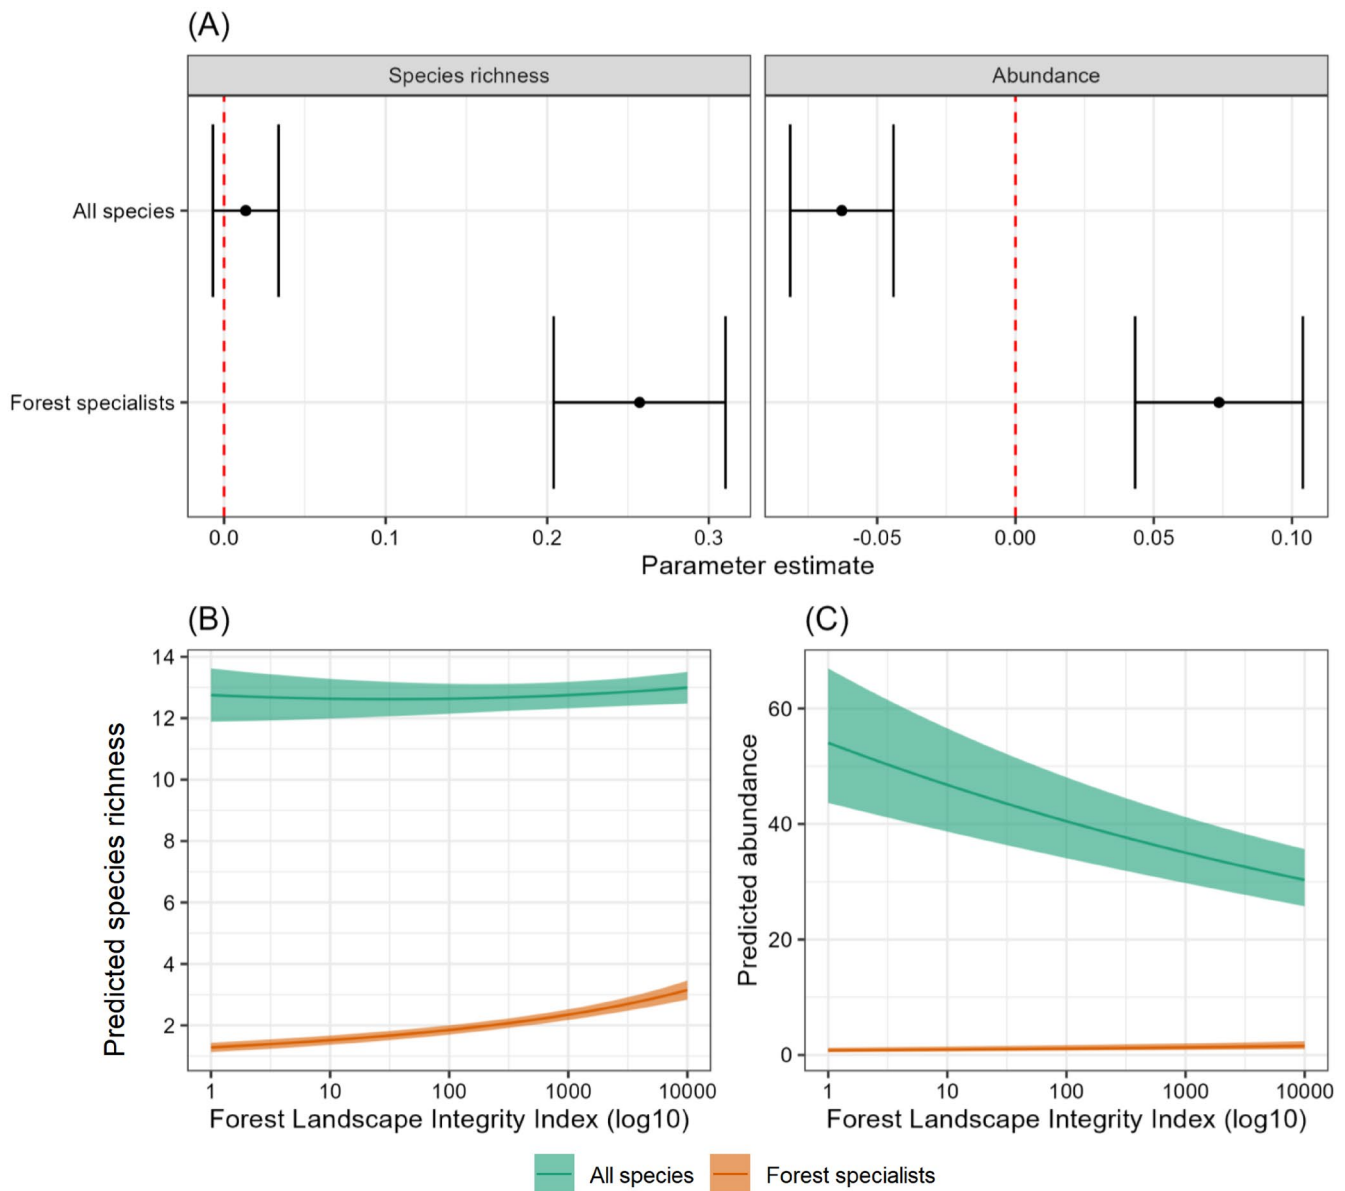 (A)
Species richness
Abundance
All species
Forest specialists
0.0 0.1 0.2 0.3
-0.05 0.00 0.05 0.10
Parameter estimate
(B)
Predicted species richness
14
12
10
8
6
4
2
1 10 100 1000 10000
Forest Landscape Integrity Index (log10)
(C)
Predicted abundance
60
40
20
0
1 10 100 1000 10000
Forest Landscape Integrity Index (log10)
All species Forest specialists